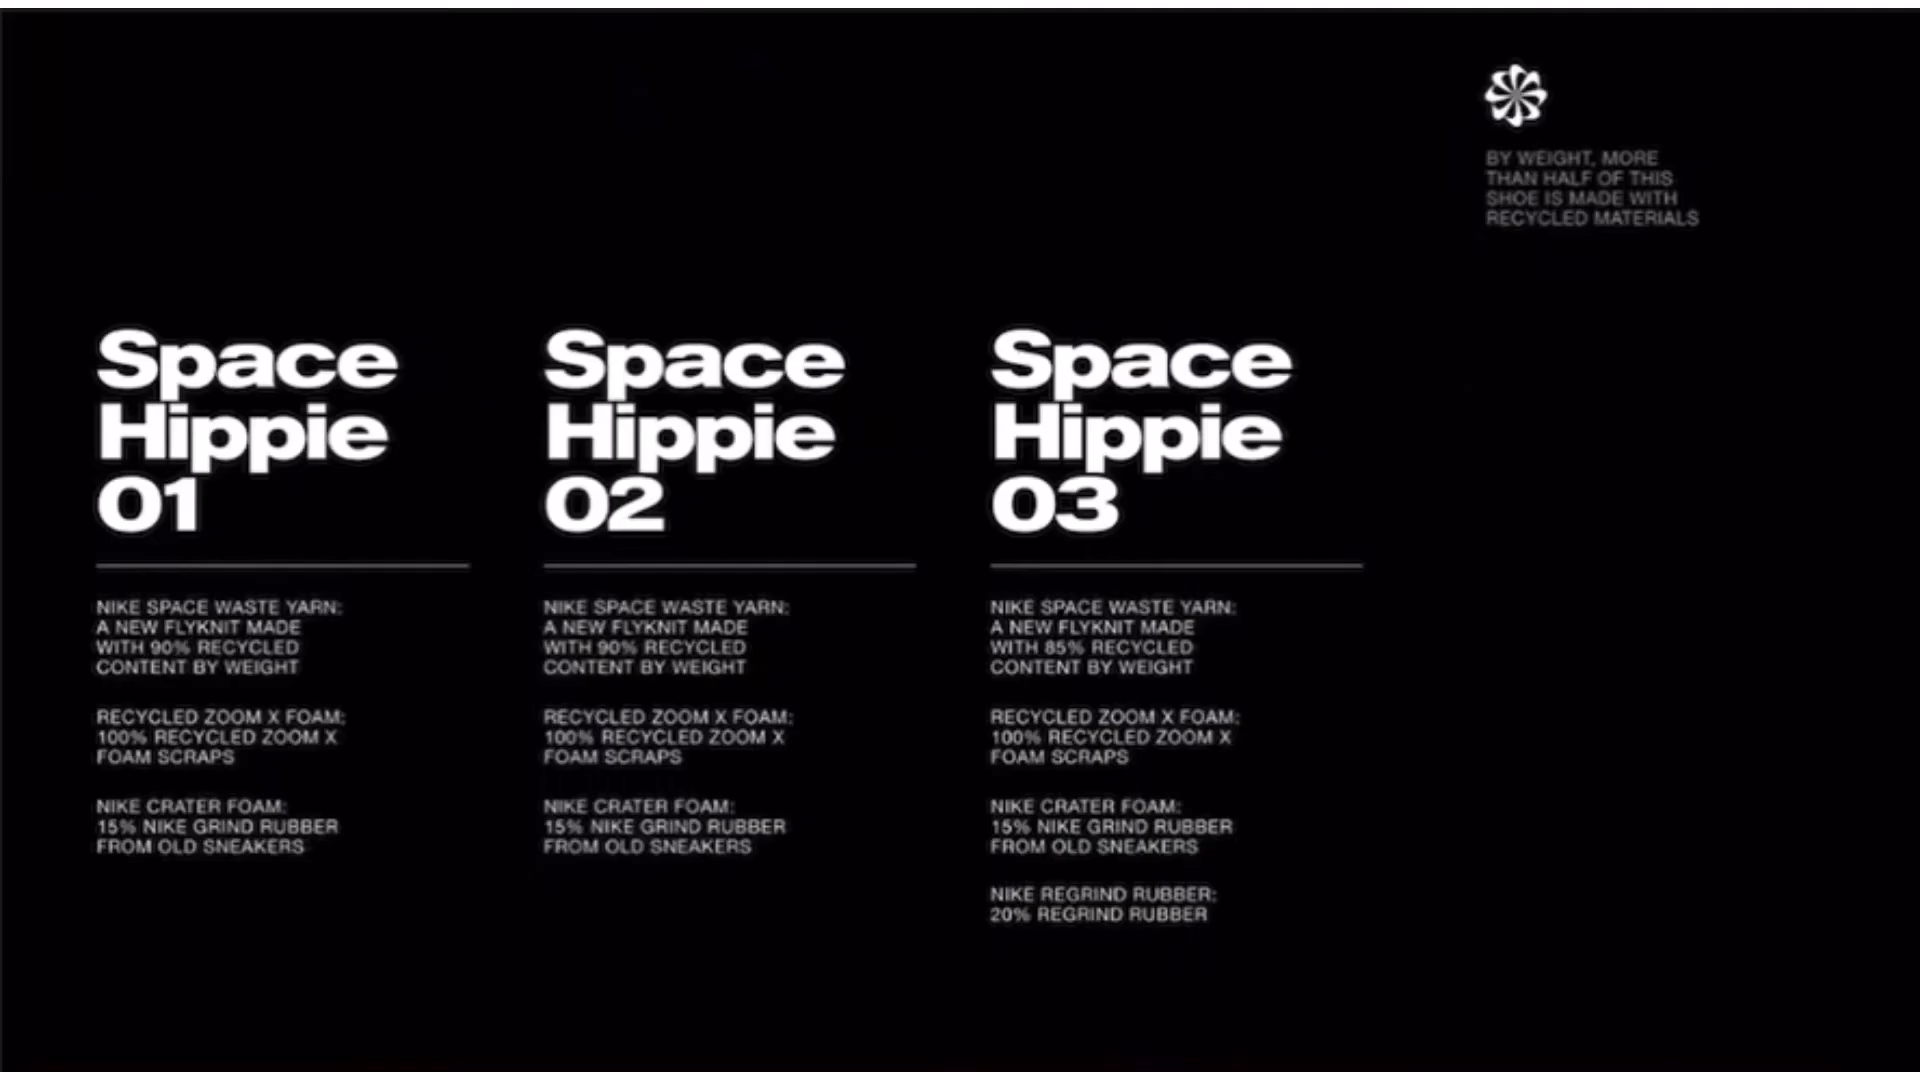 BY WEIGHT, MORE
THAN HALF OF THIS
SHOE IS MADE WITH
RECYCLED MATERIALS
Space
Hippie
01
NIKE SPACE WASTE YARN:
A NEW FLYKNIT MADE
WITH 90% RECYCLED
CONTENT BY WEIGHT
RECYCLED ZOOM X FOAM:
100% RECYCLED ZOOM X
FOAM SCRAPS
NIKE CRATER FOAM:
15% NIKE GRIND RUBBER
FROM OLD SNEAKERS
Space
Hippie
02
NIKE SPACE WASTE YARN:
A NEW FLYKNIT MADE
WITH 90% RECYCLED
CONTENT BY WEIGHT
RECYCLED ZOOM X FOAM:
100% RECYCLED ZOOM X
FOAM SCRAPS
NIKE CRATER FOAM:
15% NIKE GRIND RUBBER
FROM OLD SNEAKERS
Space
Hippie
03
NIKE SPACE WASTE YARN:
A NEW FLYKNIT MADE
WITH 85% RECYCLED
CONTENT BY WEIGHT
RECYCLED ZOOM X FOAM:
100% RECYCLED ZOOM X
FOAM SCRAPS
NIKE CRATER FOAM:
15% NIKE GRIND RUBBER
FROM OLD SNEAKERS
NIKE REGRIND RUBBER:
20% REGRIND RUBBER